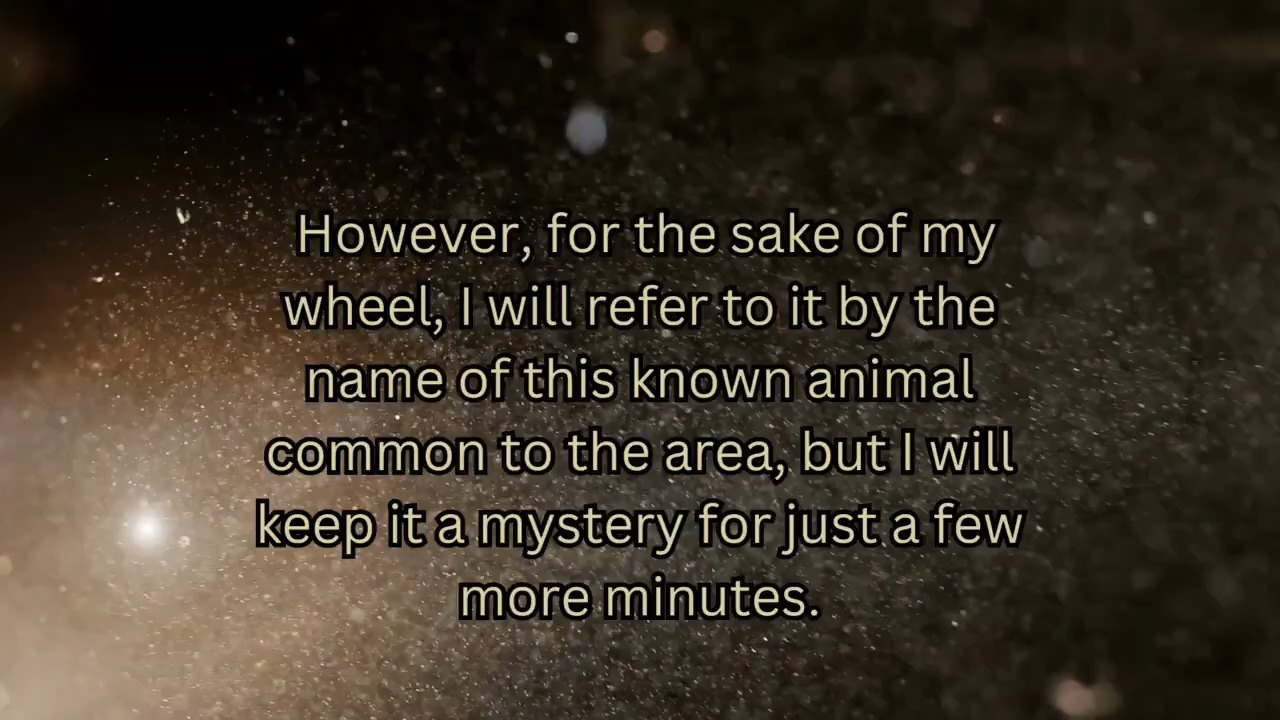 However, for the sake of my
wheel, I will refer to it by the
name of this known animal
common to the area, but I will
keep it a mystery for just a few
more minutes.